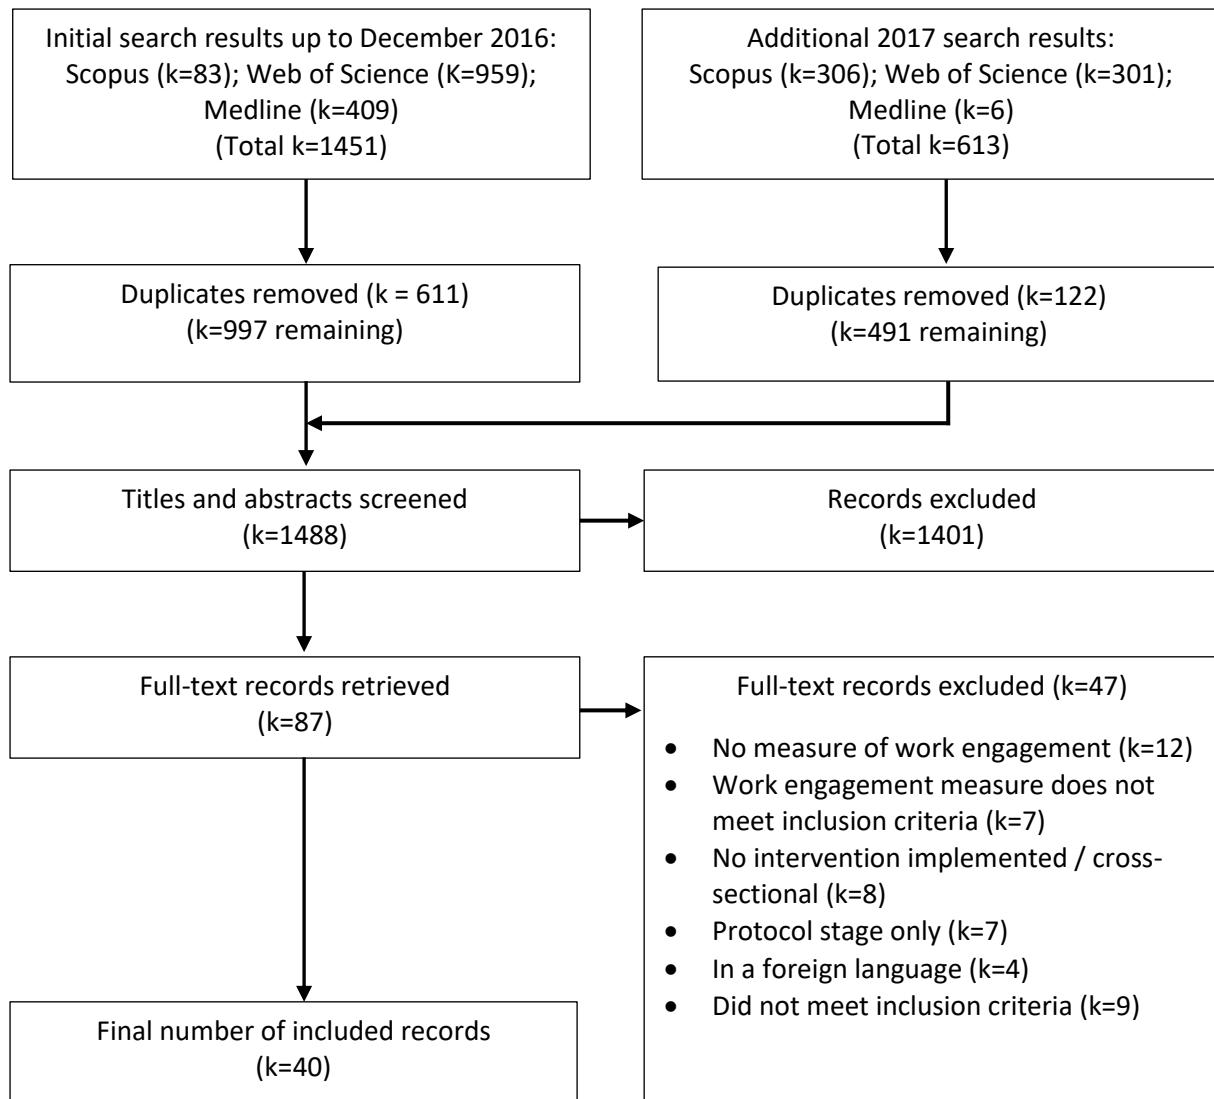 Initial search results up to December 2016:
Scopus (k=83); Web of Science (K=959);
Medline (k=409)
(Total k=1451)
Additional 2017 search results:
Scopus (k=306); Web of Science (k=301);
Medline (k=6)
(Total k=613)
Duplicates removed (k = 611)
(k=997 remaining)
Duplicates removed (k=122)
(k=491 remaining)
Titles and abstracts screened
(k=1488)
Records excluded
(k=1401)
Full-text records retrieved
(k=87)
Full-text records excluded (k=47)
• No measure of work engagement (k=12)
• Work engagement measure does not
meet inclusion criteria (k=7)
• No intervention implemented / cross-
sectional (k=8)
• Protocol stage only (k=7)
• In a foreign language (k=4)
• Did not meet inclusion criteria (k=9)
Final number of included records
(k=40)